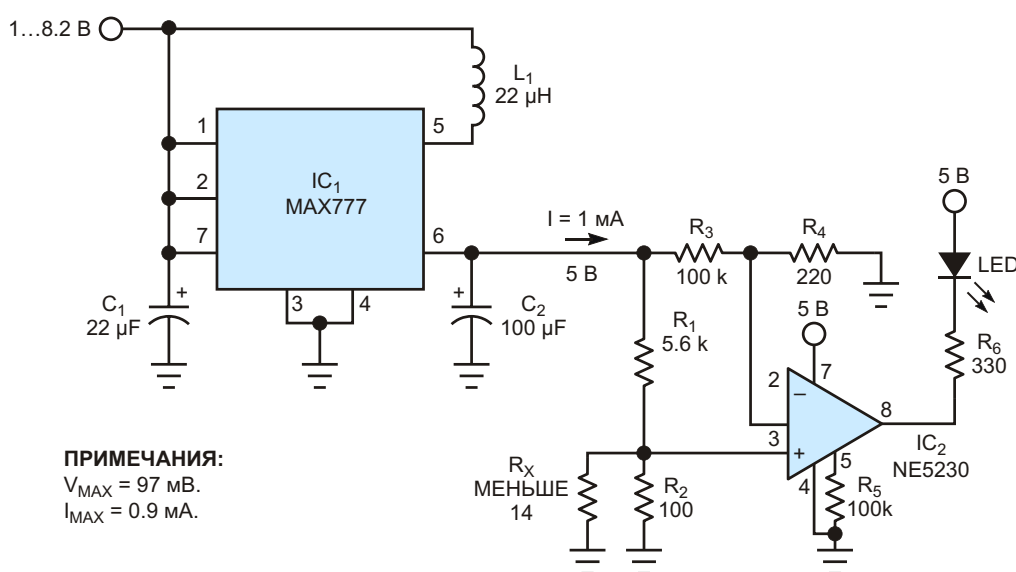 1...8.2 В
L1
22 µH
1
5
2
IC1
MAX777
7
6
3
4
C1
22 µF
+
C2
100 µF
+
I = 1 мА
5 В
R3
100 k
R4
220
R1
5.6 k
5 В
7
2
–
3
+
8
4
5
IC2
NE5230
5 В
LED
R6
330
RX
МЕНЬШЕ
14
R2
100
R5
100k
ПРИМЕЧАНИЯ:
VMAX = 97 мВ.
IMAX = 0.9 мА.